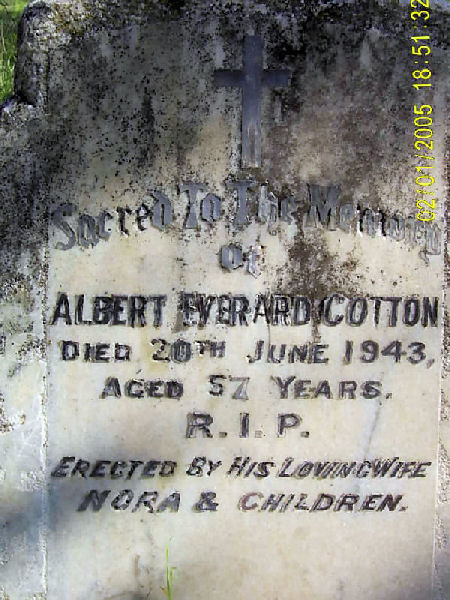 Sacred To The Memory
of
ALBERT EVERARD COTTON
DIED 20TH JUNE 1943,
AGED 57 YEARS.
R.I.P.
ERECTED BY HIS LOVING WIFE
NORA & CHILDREN.
02/01/2005 18:51:32